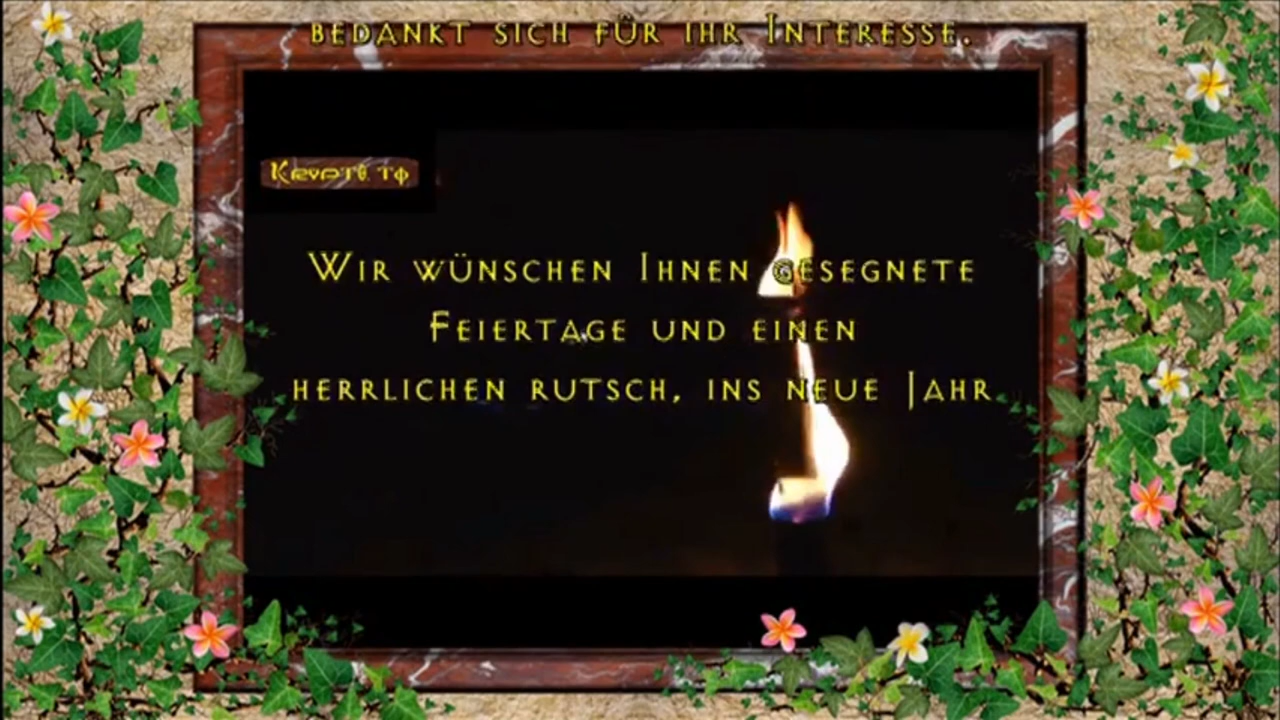 bedankt sich für ihr Interesse.
Wir wünschen Ihnen gesegnete
Feiertage und einen
herrlichen rutsch, ins neue Jahr